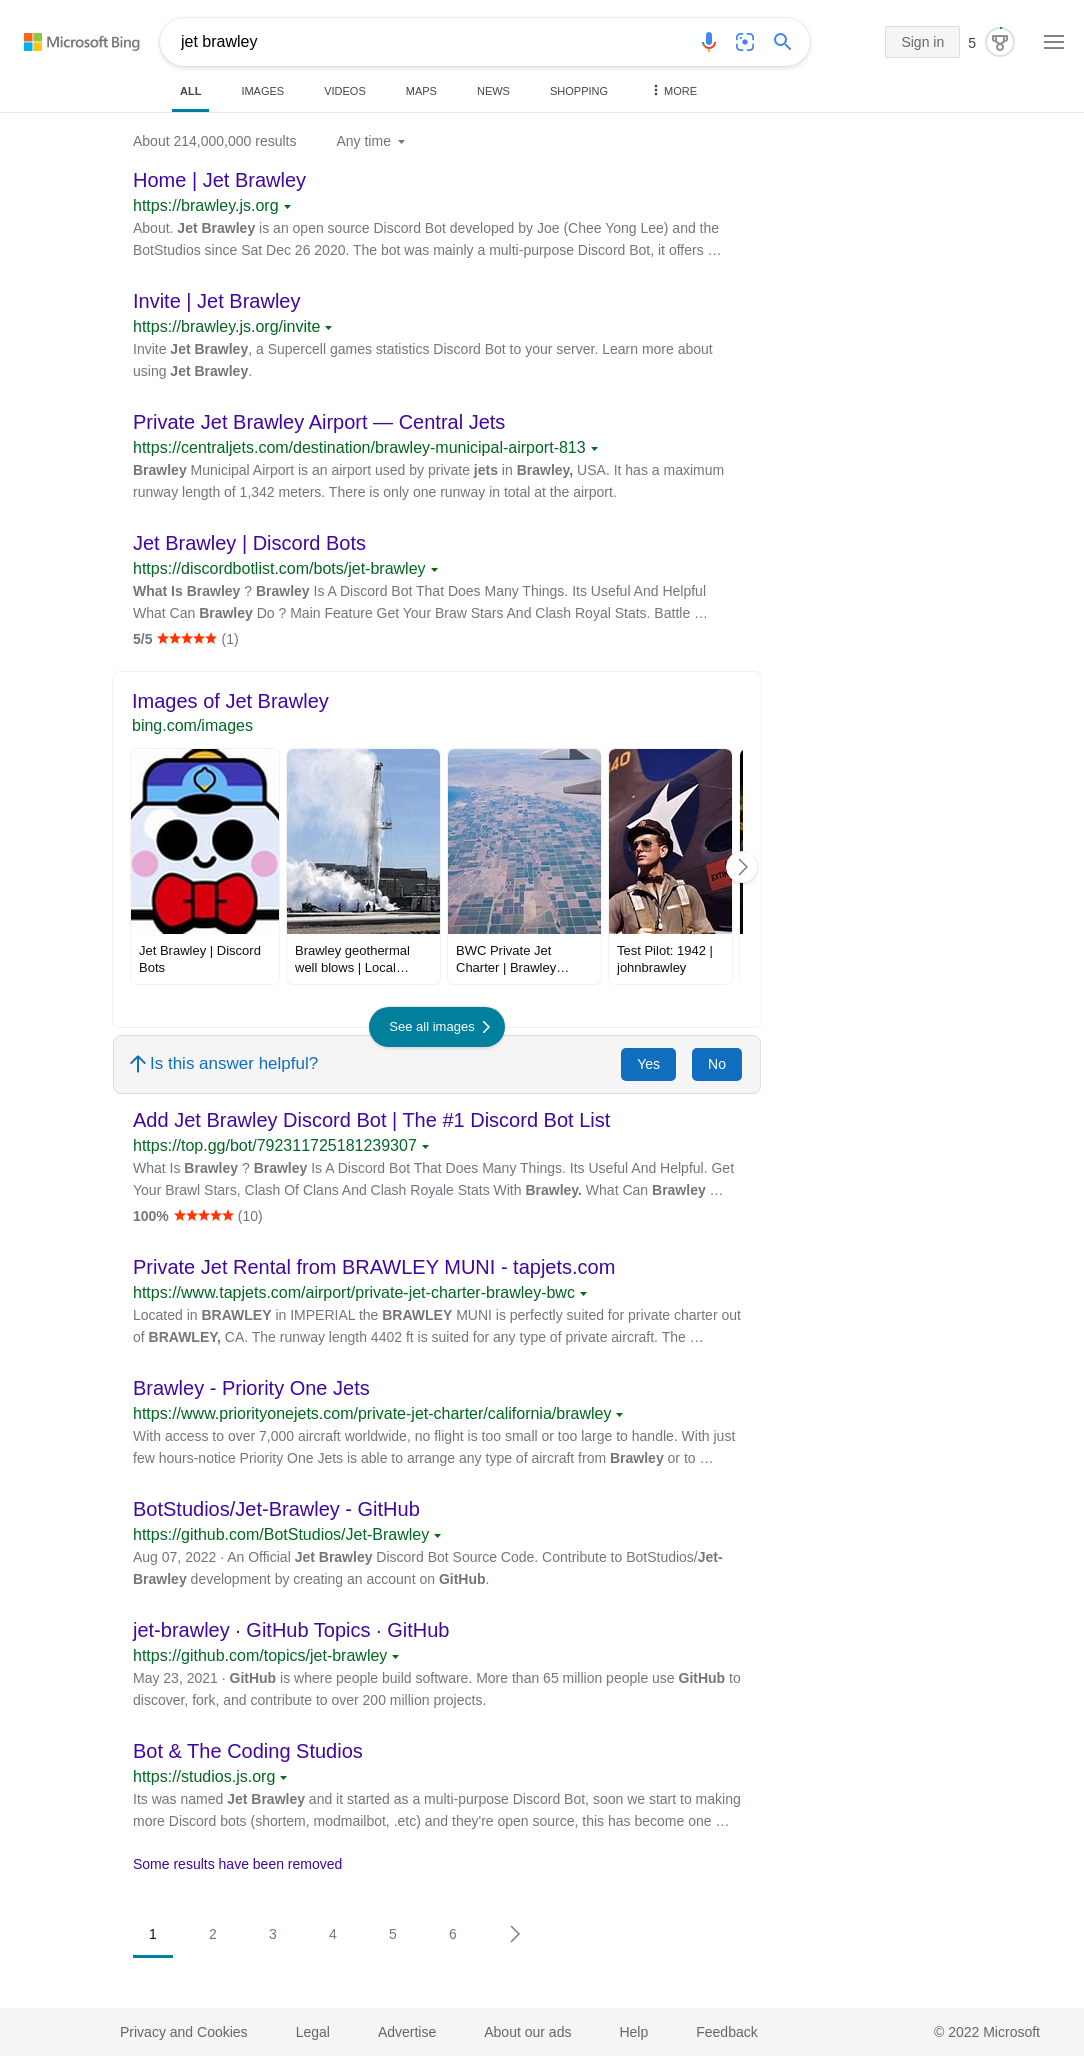 Microsoft Bing
jet brawley
Sign in
5
ALL IMAGES VIDEOS MAPS NEWS SHOPPING MORE
About 214,000,000 results Any time
Home | Jet Brawley
https://brawley.js.org
About. Jet Brawley is an open source Discord Bot developed by Joe (Chee Yong Lee) and the
BotStudios since Sat Dec 26 2020. The bot was mainly a multi-purpose Discord Bot, it offers …
Invite | Jet Brawley
https://brawley.js.org/invite
Invite Jet Brawley, a Supercell games statistics Discord Bot to your server. Learn more about
using Jet Brawley.
Private Jet Brawley Airport — Central Jets
https://centraljets.com/destination/brawley-municipal-airport-813
Brawley Municipal Airport is an airport used by private jets in Brawley, USA. It has a maximum
runway length of 1,342 meters. There is only one runway in total at the airport.
Jet Brawley | Discord Bots
https://discordbotlist.com/bots/jet-brawley
What Is Brawley ? Brawley Is A Discord Bot That Does Many Things. Its Useful And Helpful
What Can Brawley Do ? Main Feature Get Your Braw Stars And Clash Royal Stats. Battle …
5/5 ★★★★★ (1)
Images of Jet Brawley
bing.com/images
Jet Brawley | Discord
Bots
Brawley geothermal
well blows | Local…
BWC Private Jet
Charter | Brawley…
40
Test Pilot: 1942 |
johnbrawley
See all images
Is this answer helpful?
Yes
No
Add Jet Brawley Discord Bot | The #1 Discord Bot List
https://top.gg/bot/792311725181239307
What Is Brawley ? Brawley Is A Discord Bot That Does Many Things. Its Useful And Helpful. Get
Your Brawl Stars, Clash Of Clans And Clash Royale Stats With Brawley. What Can Brawley …
100% ★★★★★ (10)
Private Jet Rental from BRAWLEY MUNI - tapjets.com
https://www.tapjets.com/airport/private-jet-charter-brawley-bwc
Located in BRAWLEY in IMPERIAL the BRAWLEY MUNI is perfectly suited for private charter out
of BRAWLEY, CA. The runway length 4402 ft is suited for any type of private aircraft. The …
Brawley - Priority One Jets
https://www.priorityonejets.com/private-jet-charter/california/brawley
With access to over 7,000 aircraft worldwide, no flight is too small or too large to handle. With just
few hours-notice Priority One Jets is able to arrange any type of aircraft from Brawley or to …
BotStudios/Jet-Brawley - GitHub
https://github.com/BotStudios/Jet-Brawley
Aug 07, 2022 · An Official Jet Brawley Discord Bot Source Code. Contribute to BotStudios/Jet-
Brawley development by creating an account on GitHub.
jet-brawley · GitHub Topics · GitHub
https://github.com/topics/jet-brawley
May 23, 2021 · GitHub is where people build software. More than 65 million people use GitHub to
discover, fork, and contribute to over 200 million projects.
Bot & The Coding Studios
https://studios.js.org
Its was named Jet Brawley and it started as a multi-purpose Discord Bot, soon we start to making
more Discord bots (shortem, modmailbot, .etc) and they're open source, this has become one …
Some results have been removed
1 2 3 4 5 6
Privacy and Cookies Legal Advertise About our ads Help Feedback © 2022 Microsoft